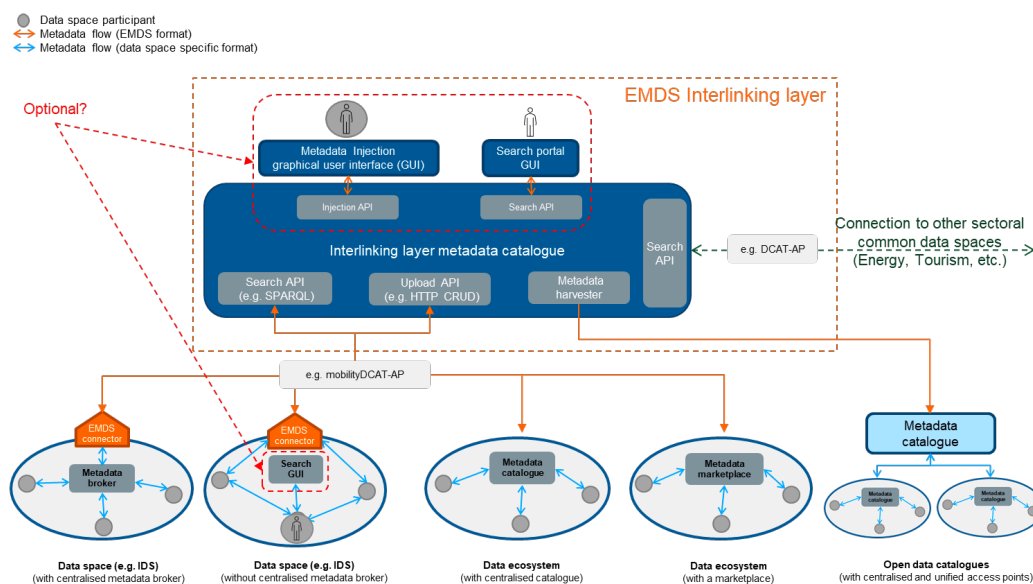 Data space participant
Metadata flow (EMDS format)
Metadata flow (data space specific format)
EMDS Interlinking layer
Optional?
Metadata Injection
graphical user interface (GUI)
Search portal
GUI
Injection API
Search API
Interlinking layer metadata catalogue
Search
API
Search API
(e.g. SPARQL)
Upload API
(e.g. HTTP CRUD)
Metadata
harvester
e.g. DCAT-AP
Connection to other sectoral
common data spaces
(Energy, Tourism, etc.)
e.g. mobilityDCAT-AP
EMDS
connector
Metadata
broker
EMDS
connector
Search
GUI
Metadata
catalogue
Metadata
marketplace
Metadata
catalogue
Metadata
catalogue
Metadata
catalogue
Data space (e.g. IDS)
(with centralised metadata broker)
Data space (e.g. IDS)
(without centralised metadata broker)
Data ecosystem
(with centralised catalogue)
Data ecosystem
(with a marketplace)
Open data catalogues
(with centralised and unified access points)